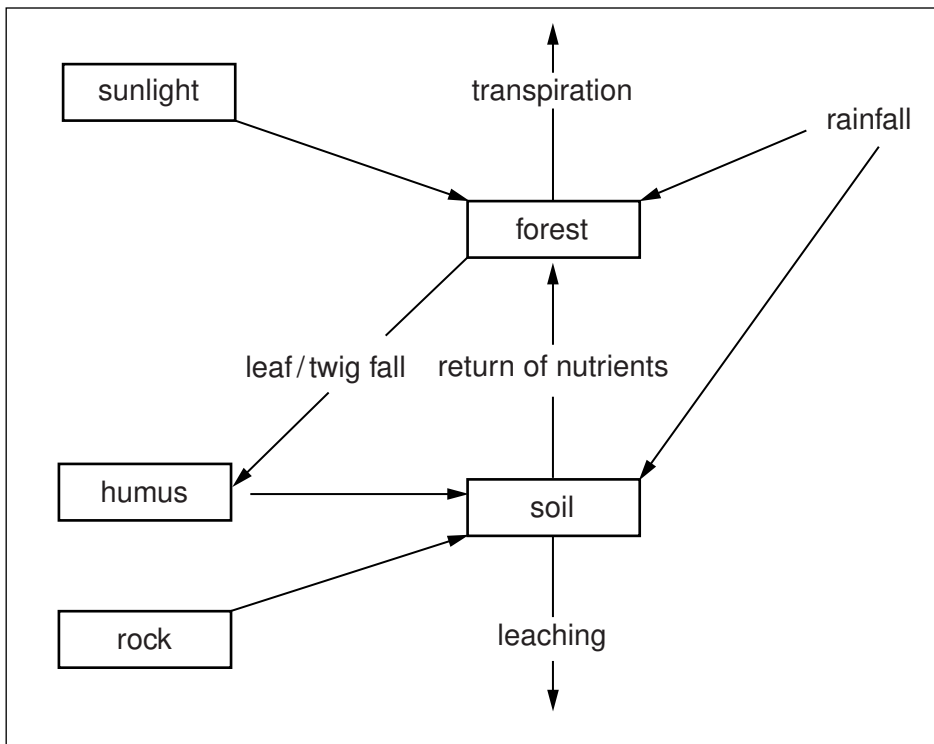 sunlight
transpiration
rainfall
forest
leaf/twig fall
return of nutrients
humus
soil
rock
leaching